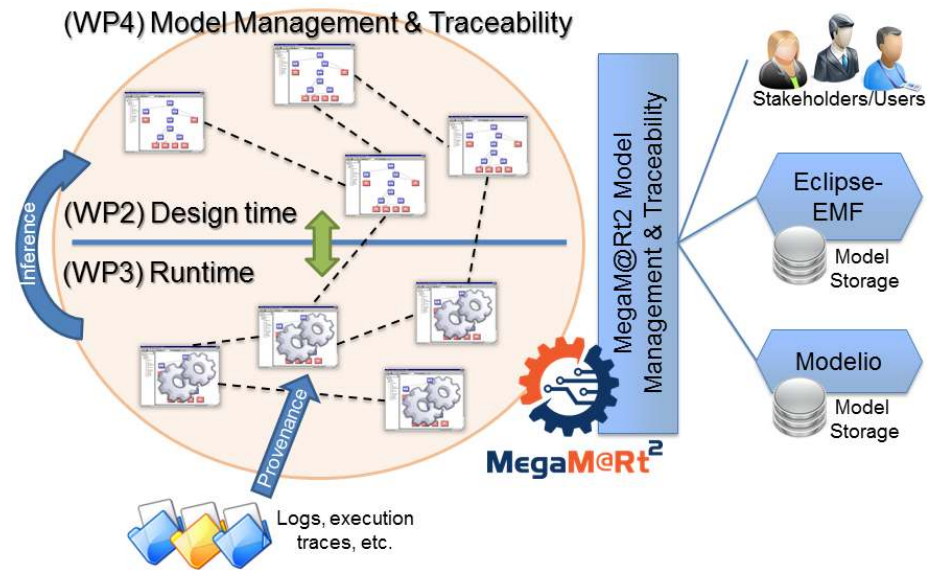 (WP4) Model Management & Traceability
(WP2) Design time
(WP3) Runtime
Inference
Provenance
Logs, execution
traces, etc.
MegaM@Rt2
MegaM@Rt2 Model
Management & Traceability
Stakeholders/Users
Eclipse-
EMF
Model
Storage
Modelio
Model
Storage